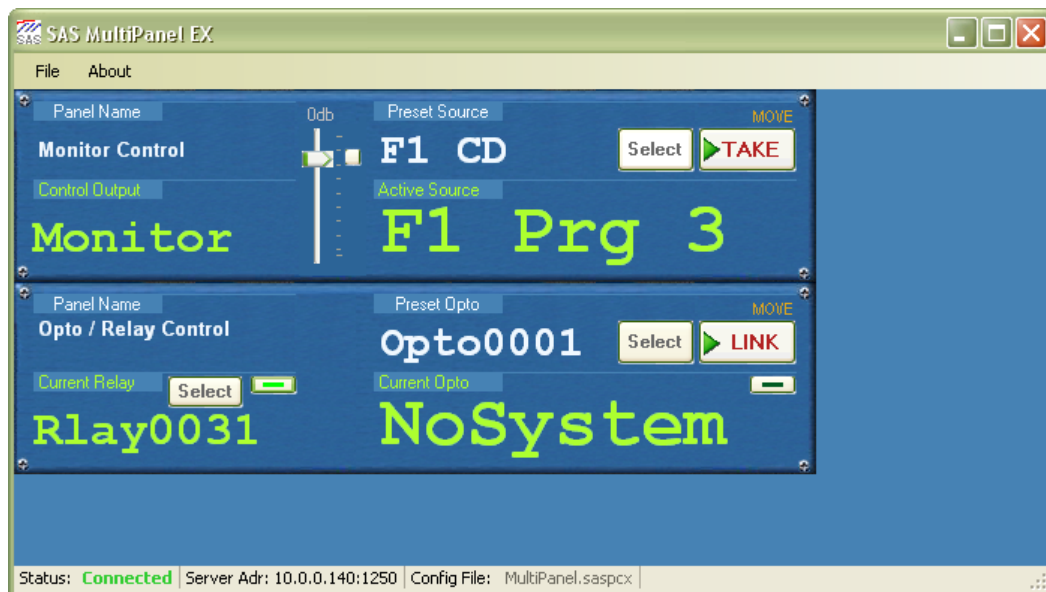 SAS MultiPanel EX
File About
Panel Name 0db Preset Source MOVE
Monitor Control F1 CD Select TAKE
Control Output Active Source
Monitor F1 Prg 3
Panel Name Preset Opto MOVE
Opto / Relay Control Opto0001 Select LINK
Current Relay Select Current Opto
Rlay0031 NoSystem
Status: Connected Server Adr: 10.0.0.140:1250 Config File: MultiPanel.saspcx